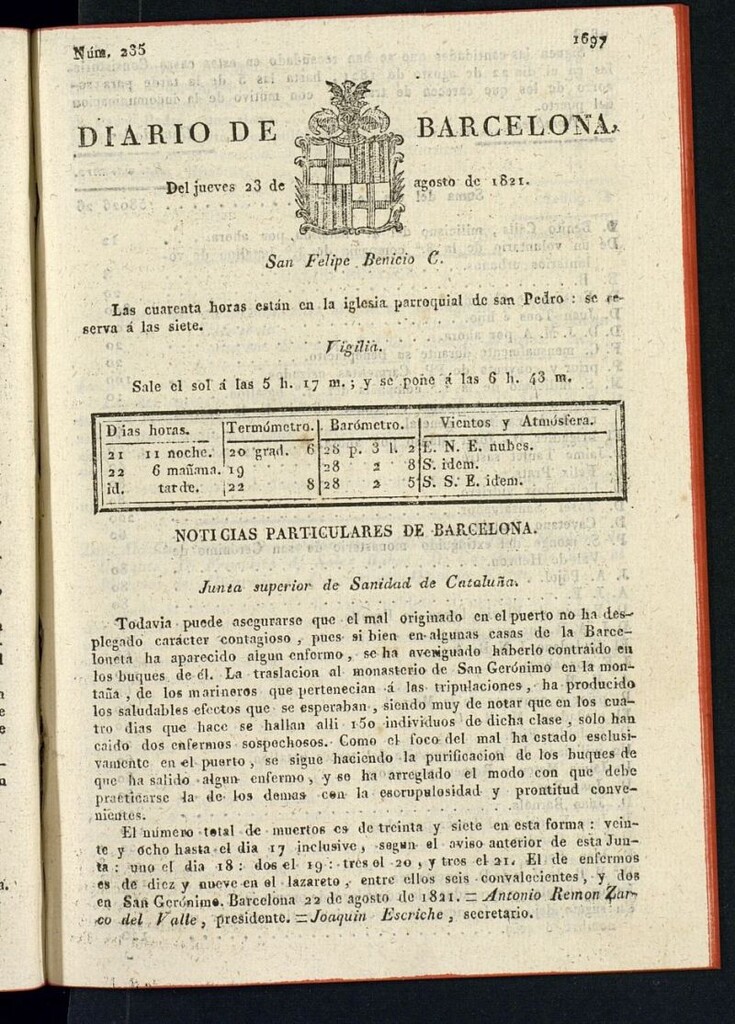 Núm. 235
1697
DIARIO DE BARCELONA,
Del jueves 23 de agosto de 1821.
San Felipe Benicio C.
Las cuarenta horas están en la iglesia parroquial de san Pedro : se re-
serva á las siete.
Vigilia.
Sale el sol á las 5 h. 17 m. ; y se pone á las 6 h. 43 m.
Dias horas. Termómetro. Barómetro. Vientos y Atmósfera.
21 11 noche. 20 grad. 6 28 p. 3 l. 2 E. N. E. nubes.
22 6 mañana. 19 28 2 8 S. idem.
id. tarde. 22 8 28 2 5 S. S. E. idem.
NOTICIAS PARTICULARES DE BARCELONA.
Junta superior de Sanidad de Cataluña.
Todavia puede asegurarse que el mal originado en el puerto no ha des-
plegado carácter contagioso , pues si bien en algunas casas de la Barce-
loneta ha aparecido algun enfermo , se ha averiguado haberlo contraido en
los buques de él. La traslacion al monasterio de San Gerónimo en la mon-
taña , de los marineros que pertenecian á las tripulaciones , ha producido
los saludables efectos que se esperaban , siendo muy de notar que en los cua-
tro dias que hace se hallan alli 150 individuos de dicha clase , solo han
caido dos enfermos sospechosos. Como el foco del mal ha estado esclusi-
vamente en el puerto , se sigue haciendo la purificacion de los buques de
que ha salido algun enfermo , y se ha arreglado el modo con que debe
practicarse la de los demas con la escrupulosidad y prontitud conve-
nientes.
El número total de muertos es de treinta y siete en esta forma : vein-
te y ocho hasta el dia 17 inclusive , segun el aviso anterior de esta Jun-
ta : uno el dia 18 : dos el 19 : tres el 20 , y tres el 21. El de enfermos
es de diez y nueve en el lazareto , entre ellos seis convalecientes , y dos
en San Gerónimo. Barcelona 22 de agosto de 1821. = Antonio Remon Zar-
co del Valle , presidente. = Joaquin Escriche , secretario.